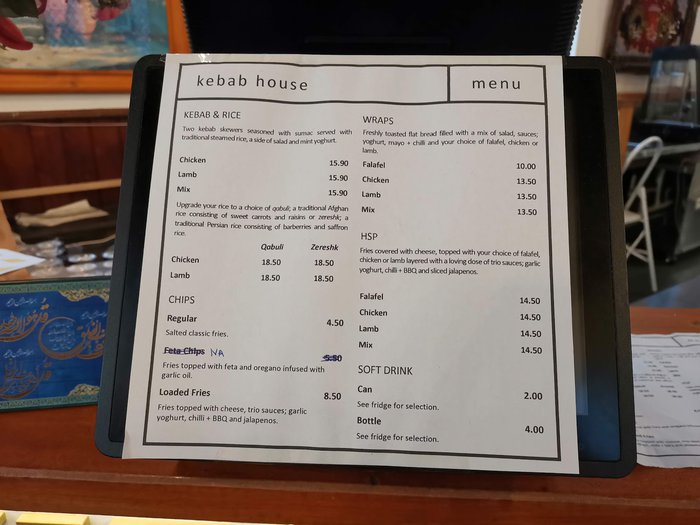 kebab house
menu
KEBAB & RICE
Two kebab skewers seasoned with sumac served with
traditional steamed rice, a side of salad and mint yoghurt.
Chicken 15.90
Lamb 15.90
Mix 15.90
Upgrade your rice to a choice of qabuli; a traditional Afghan
rice consisting of sweet carrots and raisins or zereshk; a
traditional Persian rice consisting of barberries and saffron
rice.
Qabuli Zereshk
Chicken 18.50 18.50
Lamb 18.50 18.50
CHIPS
Regular 4.50
Salted classic fries.
Feta Chips NA 5.50
Fries topped with feta and oregano infused with
garlic oil.
Loaded Fries 8.50
Fries topped with cheese, trio sauces; garlic
yoghurt, chilli + BBQ and jalapenos.
WRAPS
Freshly toasted flat bread filled with a mix of salad, sauces;
yoghurt, mayo + chilli and your choice of falafel, chicken or
lamb.
Falafel 10.00
Chicken 13.50
Lamb 13.50
Mix 13.50
HSP
Fries covered with cheese, topped with your choice of falafel,
chicken or lamb layered with a loving dose of trio sauces; garlic
yoghurt, chilli + BBQ and sliced jalapenos.
Falafel 14.50
Chicken 14.50
Lamb 14.50
Mix 14.50
SOFT DRINK
Can 2.00
See fridge for selection.
Bottle 4.00
See fridge for selection.